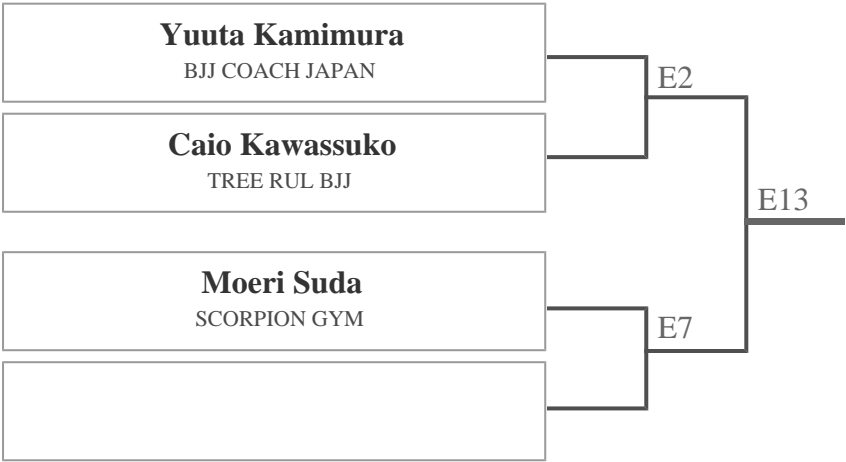 Yuuta Kamimura
BJJ COACH JAPAN
E2
Caio Kawassuko
TREE RUL BJJ
E13
Moeri Suda
SCORPION GYM
E7